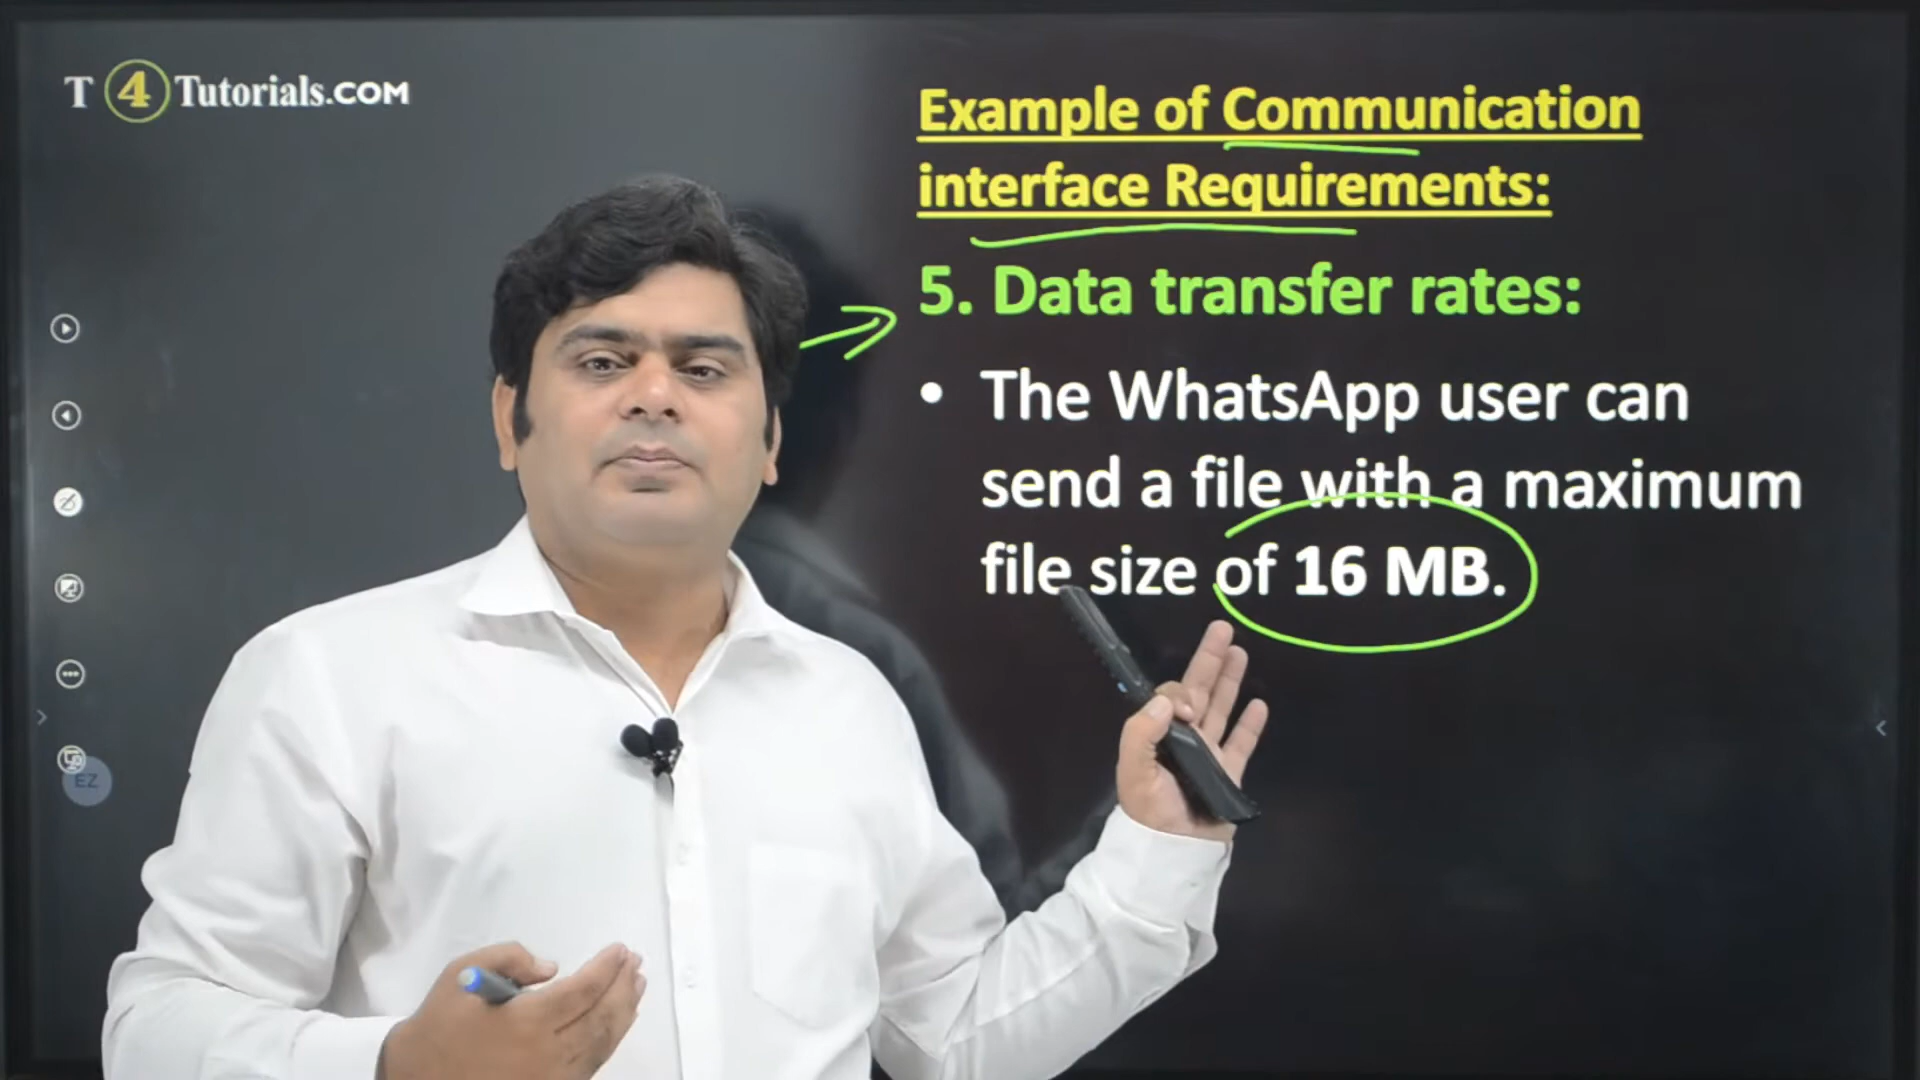 T 4 Tutorials.COM
Example of Communication
interface Requirements:
5. Data transfer rates:
• The WhatsApp user can
send a file with a maximum
file size of 16 MB.
EZ